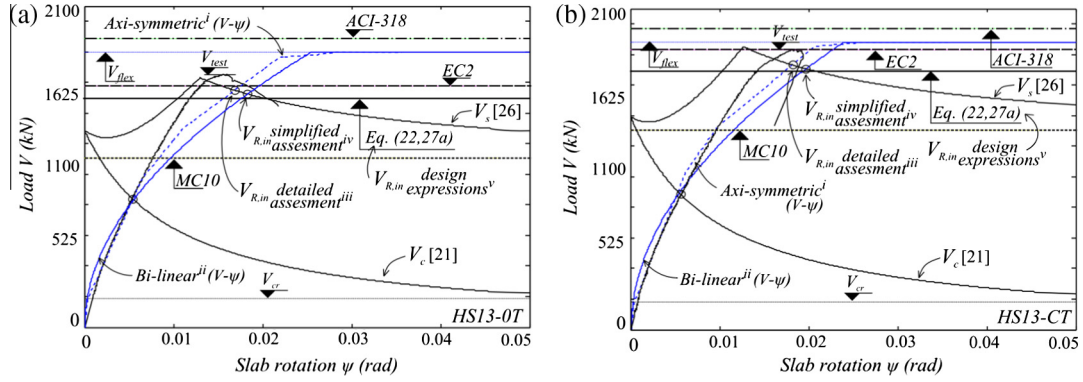 (a)
2100
1625
1100
525
0
Load V (kN)
Axi-symmetric^i (V-ψ)
ACI-318
V_flex
V_test
EC2
V_s [26]
V_R,in simplified assesment^iv
Eq. (22,27a)
MC10
V_R,in detailed assesment^iii
V_R,in design expressions^v
V_c [21]
Bi-linear^ii (V-ψ)
V_cr
HS13-0T
0 0.01 0.02 0.03 0.04 0.05
Slab rotation ψ (rad)
(b)
2100
1625
1100
525
0
Load V (kN)
V_test
V_flex
EC2
ACI-318
V_s [26]
V_R,in simplified assesment^iv
Eq. (22,27a)
MC10
V_R,in detailed assesment^iii
V_R,in design expressions^v
Axi-symmetric^i (V-ψ)
V_c [21]
Bi-linear^ii (V-ψ)
V_cr
HS13-CT
0 0.01 0.02 0.03 0.04 0.05
Slab rotation ψ (rad)